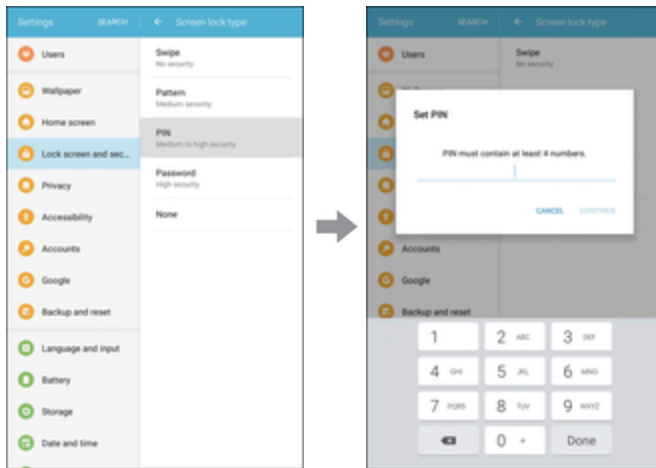 Settings SEARCH
Users
Wallpaper
Home screen
Lock screen and sec...
Privacy
Accessibility
Accounts
Google
Backup and reset
Language and input
Battery
Storage
Date and time
← Screen lock type
Swipe
No security
Pattern
Medium security
PIN
Medium to high security
Password
High security
None
Settings SEARCH
Users
Accounts
Google
Backup and reset
← Screen lock type
Swipe
No security
Set PIN
PIN must contain at least 4 numbers.
CANCEL CONTINUE
1 2 ABC 3 DEF
4 GHI 5 JKL 6 MNO
7 PQRS 8 TUV 9 WXYZ
0 + Done